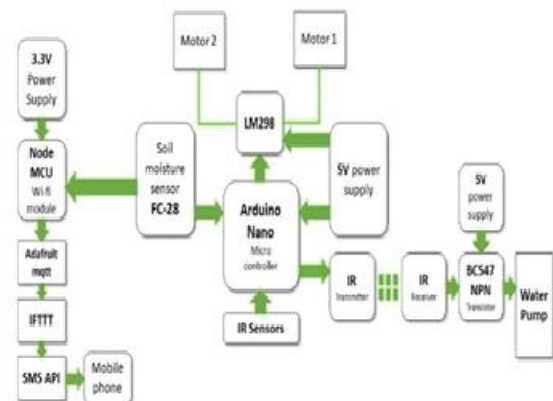 Motor 2
Motor 1
3.3V
Power
Supply
LM298
Node
MCU
Wi-fi
module
Soil
moisture
sensor
FC-28
5V power
supply
5V
power
supply
Arduino
Nano
Micro
controller
Adafruit
mqtt
IR
Transmitter
IR
Receiver
BC547
NPN
Transistor
Water
Pump
IFTTT
IR Sensors
SMS API
Mobile
phone